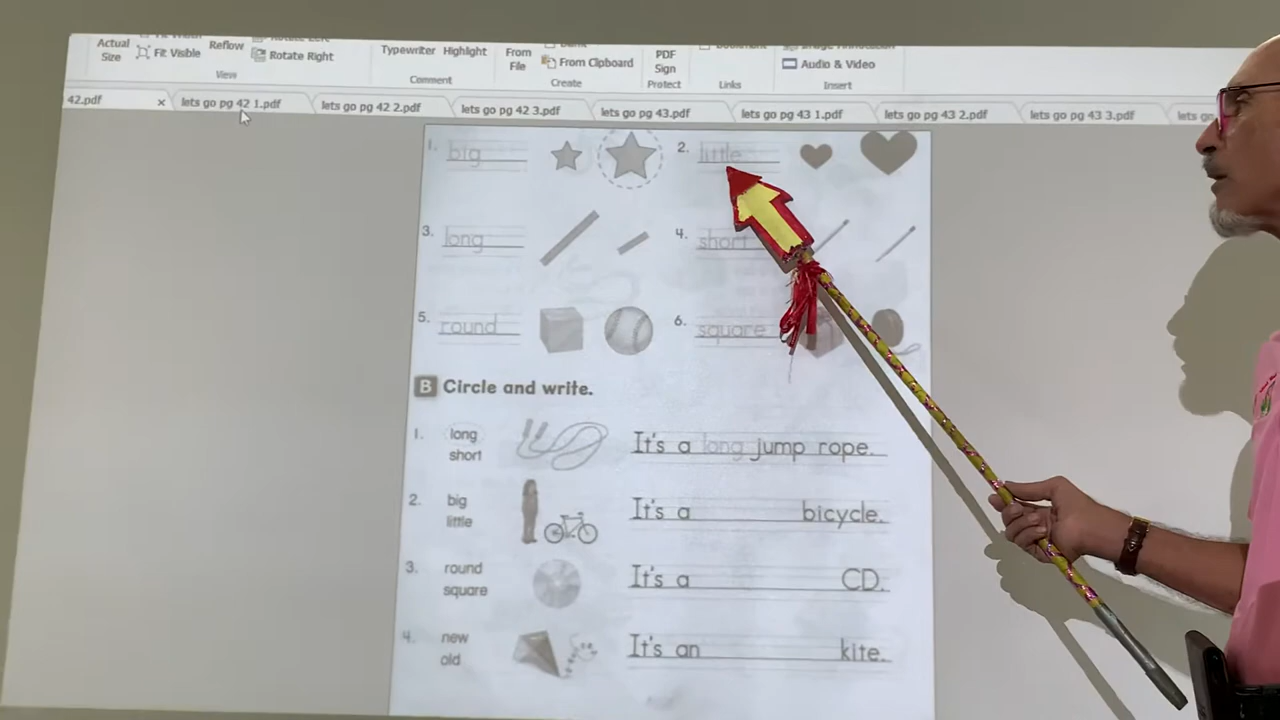 Actual Size
Fit Visible
Reflow
Rotate Right
View
Typewriter
Highlight
Comment
From File
From Clipboard
Create
PDF Sign
Protect
Links
Audio & Video
Insert
42.pdf
lets go pg 42 1.pdf
lets go pg 42 2.pdf
lets go pg 42 3.pdf
lets go pg 43.pdf
lets go pg 43 1.pdf
lets go pg 43 2.pdf
lets go pg 43 3.pdf
lets go
1. big
2. little
3. long
4. short
5. round
6. square
B Circle and write.
1. long short It's a long jump rope.
2. big little It's a bicycle.
3. round square It's a CD.
4. new old It's an kite.